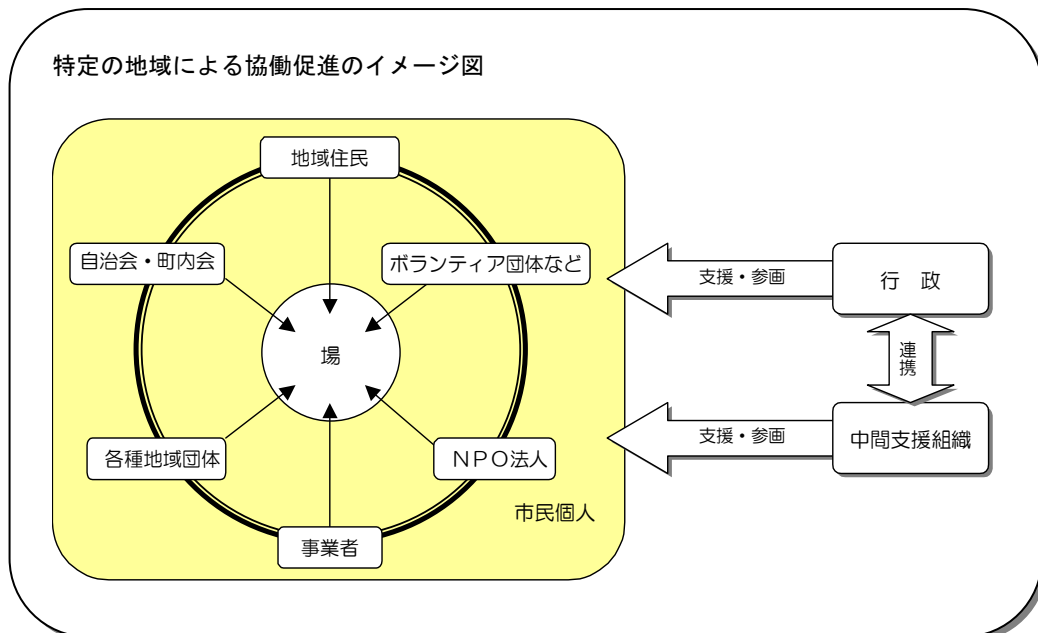 特定の地域による協働促進のイメージ図
地域住民
自治会・町内会
ボランティア団体など
場
各種地域団体
NPO法人
事業者
市民個人
支援・参画
行　政
連携
支援・参画
中間支援組織